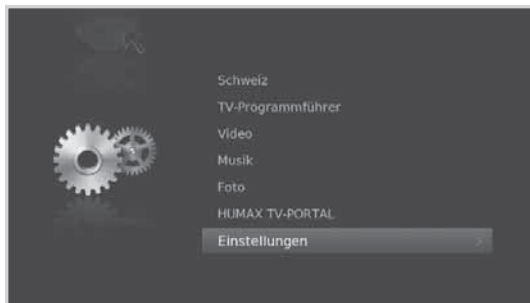 Schweiz
TV-Programmführer
Video
Musik
Foto
HUMAX TV-PORTAL
Einstellungen